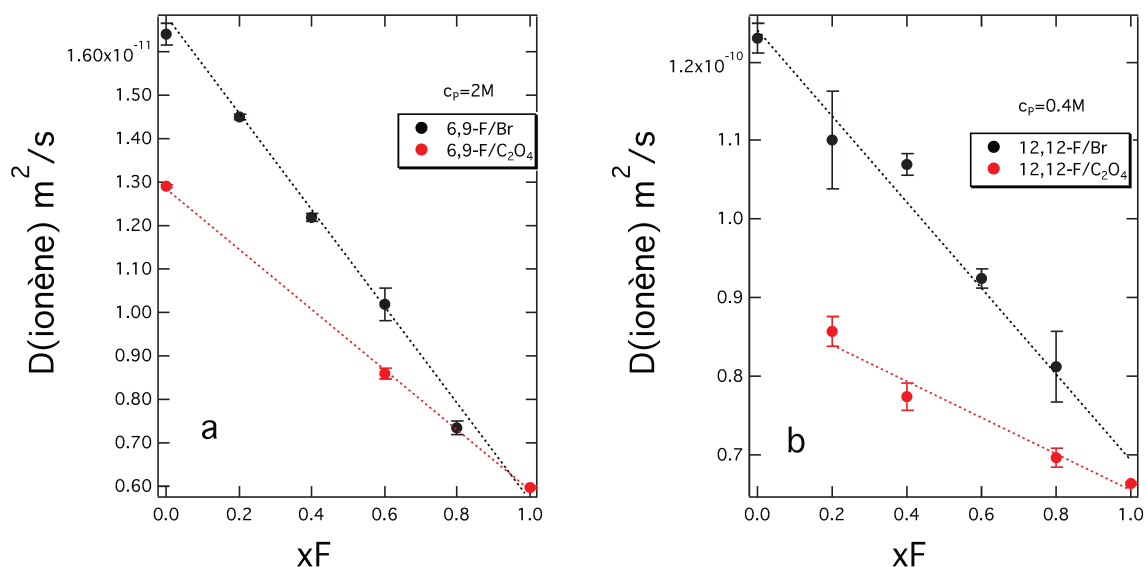 D(ionène) m²/s
1.60x10⁻¹¹
1.50
1.40
1.30
1.20
1.10
1.00
0.90
0.80
0.70
0.60
cP=2M
6,9-F/Br
6,9-F/C₂O₄
a
0.0 0.2 0.4 0.6 0.8 1.0
xF
D(ionène) m²/s
1.2x10⁻¹⁰
1.1
1.0
0.9
0.8
0.7
cP=0.4M
12,12-F/Br
12,12-F/C₂O₄
b
0.0 0.2 0.4 0.6 0.8 1.0
xF